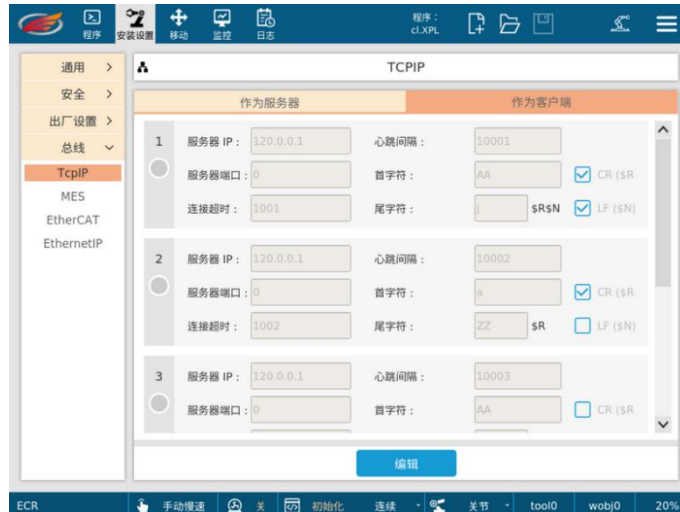 程序 安装设置 移动 监控 日志 程序： cl.XPL
通用 > TCPIP
安全 >
作为服务器 作为客户端
出厂设置 >
总线
TcpIP
MES
EtherCAT
EthernetIP
1 服务器 IP： 120.0.0.1 心跳间隔： 10001
服务器端口： 0 首字符： AA CR ($R
连接超时： 1001 尾字符： j $R$N LF ($N)
2 服务器 IP： 120.0.0.1 心跳间隔： 10002
服务器端口： 0 首字符： a CR ($R
连接超时： 1002 尾字符： ZZ $R LF ($N)
3 服务器 IP： 120.0.0.1 心跳间隔： 10003
服务器端口： 0 首字符： AA CR ($R
编辑
ECR 手动慢速 关 初始化 连续 关节 tool0 wobj0 20%